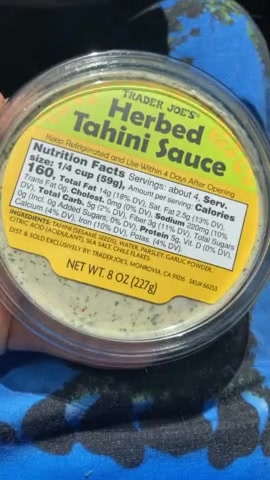 TRADER JOE'S®
Herbed
Tahini Sauce
Keep Refrigerated and Use Within 4 Days After Opening
Nutrition Facts Servings: about 4, Serv.
size: 1/4 cup (59g), Amount per serving: Calories
160, Total Fat 14g (18% DV), Sat. Fat 2.5g (13% DV),
Trans Fat 0g, Cholest. 0mg (0% DV), Sodium 220mg (10%
DV), Total Carb. 5g (2% DV), Fiber 3g (11% DV), Total Sugars
0g (Incl. 0g Added Sugars, 0% DV), Protein 5g, Vit. D (0% DV),
Calcium (4% DV), Iron (10% DV), Potas. (4% DV).
INGREDIENTS: TAHINI (SESAME SEEDS), WATER, PARSLEY, GARLIC POWDER,
CITRIC ACID (ACIDULANT), SEA SALT, CHILE FLAKES
DIST. & SOLD EXCLUSIVELY BY: TRADER JOE'S, MONROVIA, CA 91016 SKU# 66253
NET WT. 8 OZ (227g)